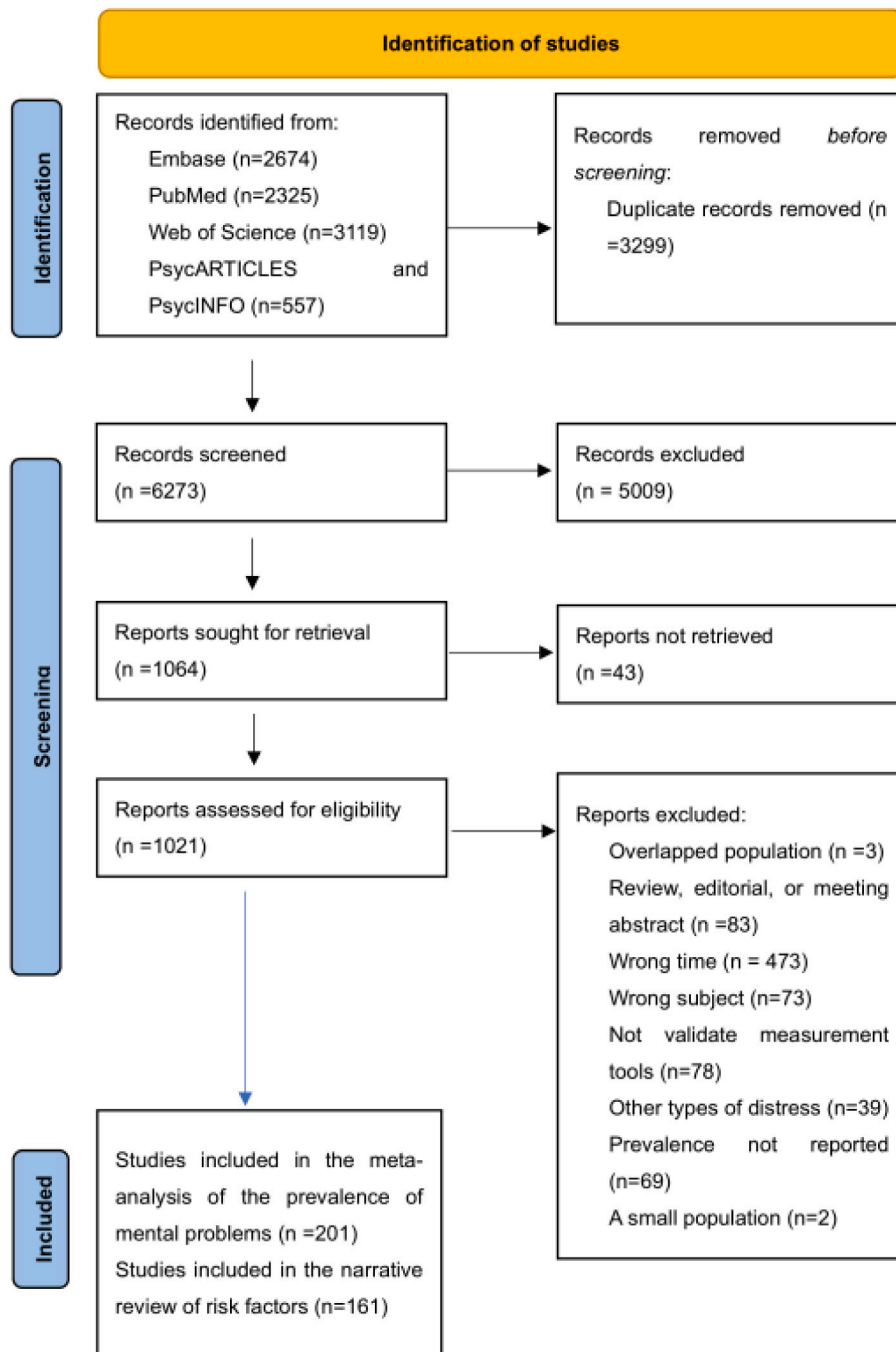 Identification of studies
Identification
Records identified from:
Embase (n=2674)
PubMed (n=2325)
Web of Science (n=3119)
PsycARTICLES and
PsycINFO (n=557)
Records removed before
screening:
Duplicate records removed (n
=3299)
Screening
Records screened
(n =6273)
Records excluded
(n = 5009)
Reports sought for retrieval
(n =1064)
Reports not retrieved
(n =43)
Reports assessed for eligibility
(n =1021)
Reports excluded:
Overlapped population (n =3)
Review, editorial, or meeting
abstract (n =83)
Wrong time (n = 473)
Wrong subject (n=73)
Not validate measurement
tools (n=78)
Other types of distress (n=39)
Prevalence not reported
(n=69)
A small population (n=2)
Included
Studies included in the meta-
analysis of the prevalence of
mental problems (n =201)
Studies included in the narrative
review of risk factors (n=161)